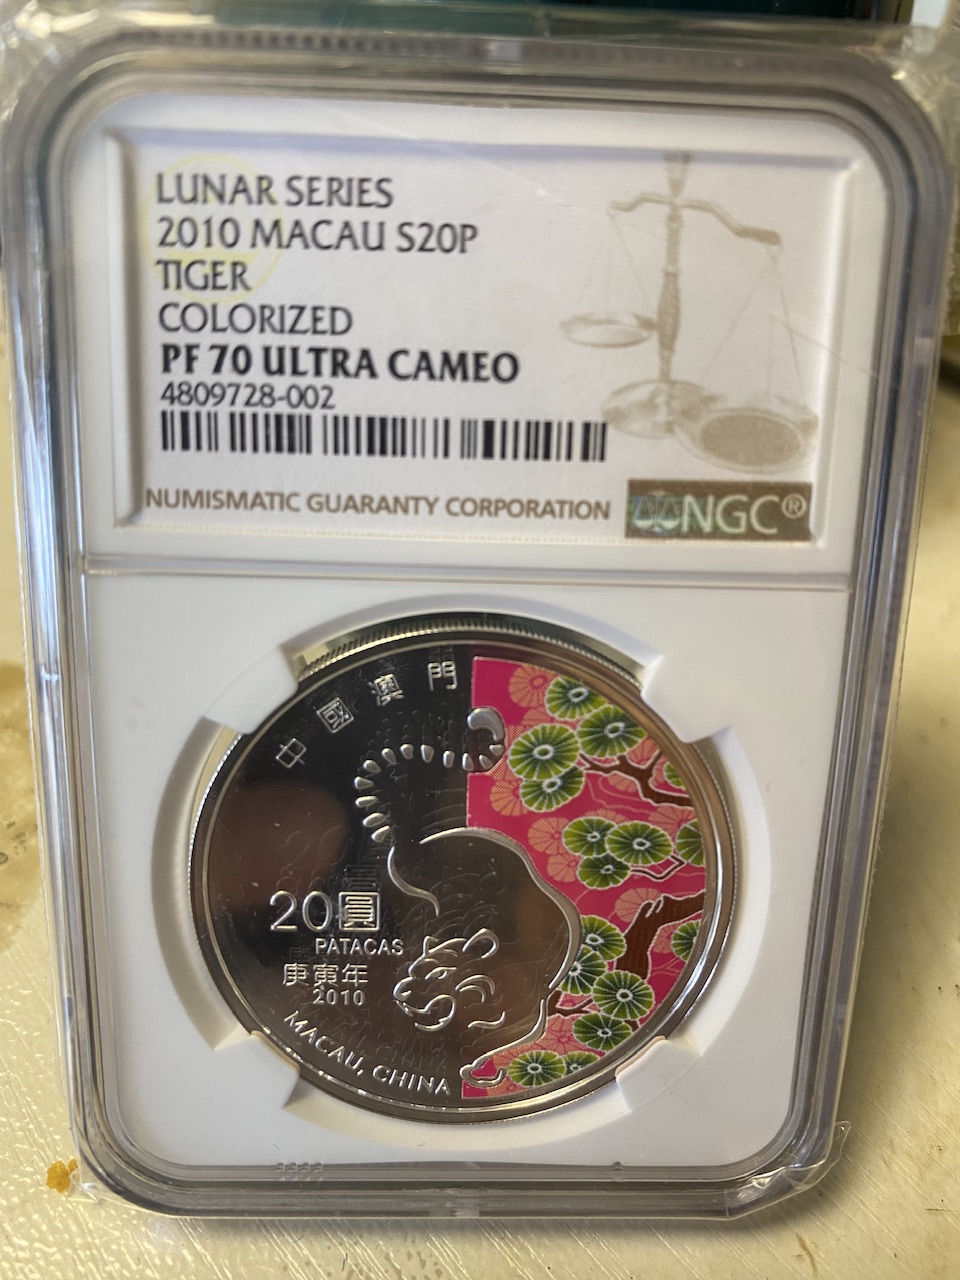 LUNAR SERIES
2010 MACAU S20P
TIGER
COLORIZED
PF 70 ULTRA CAMEO
4809728-002
NUMISMATIC GUARANTY CORPORATION
NGC®
中國澳門
20圓
PATACAS
庚寅年
2010
MACAU, CHINA